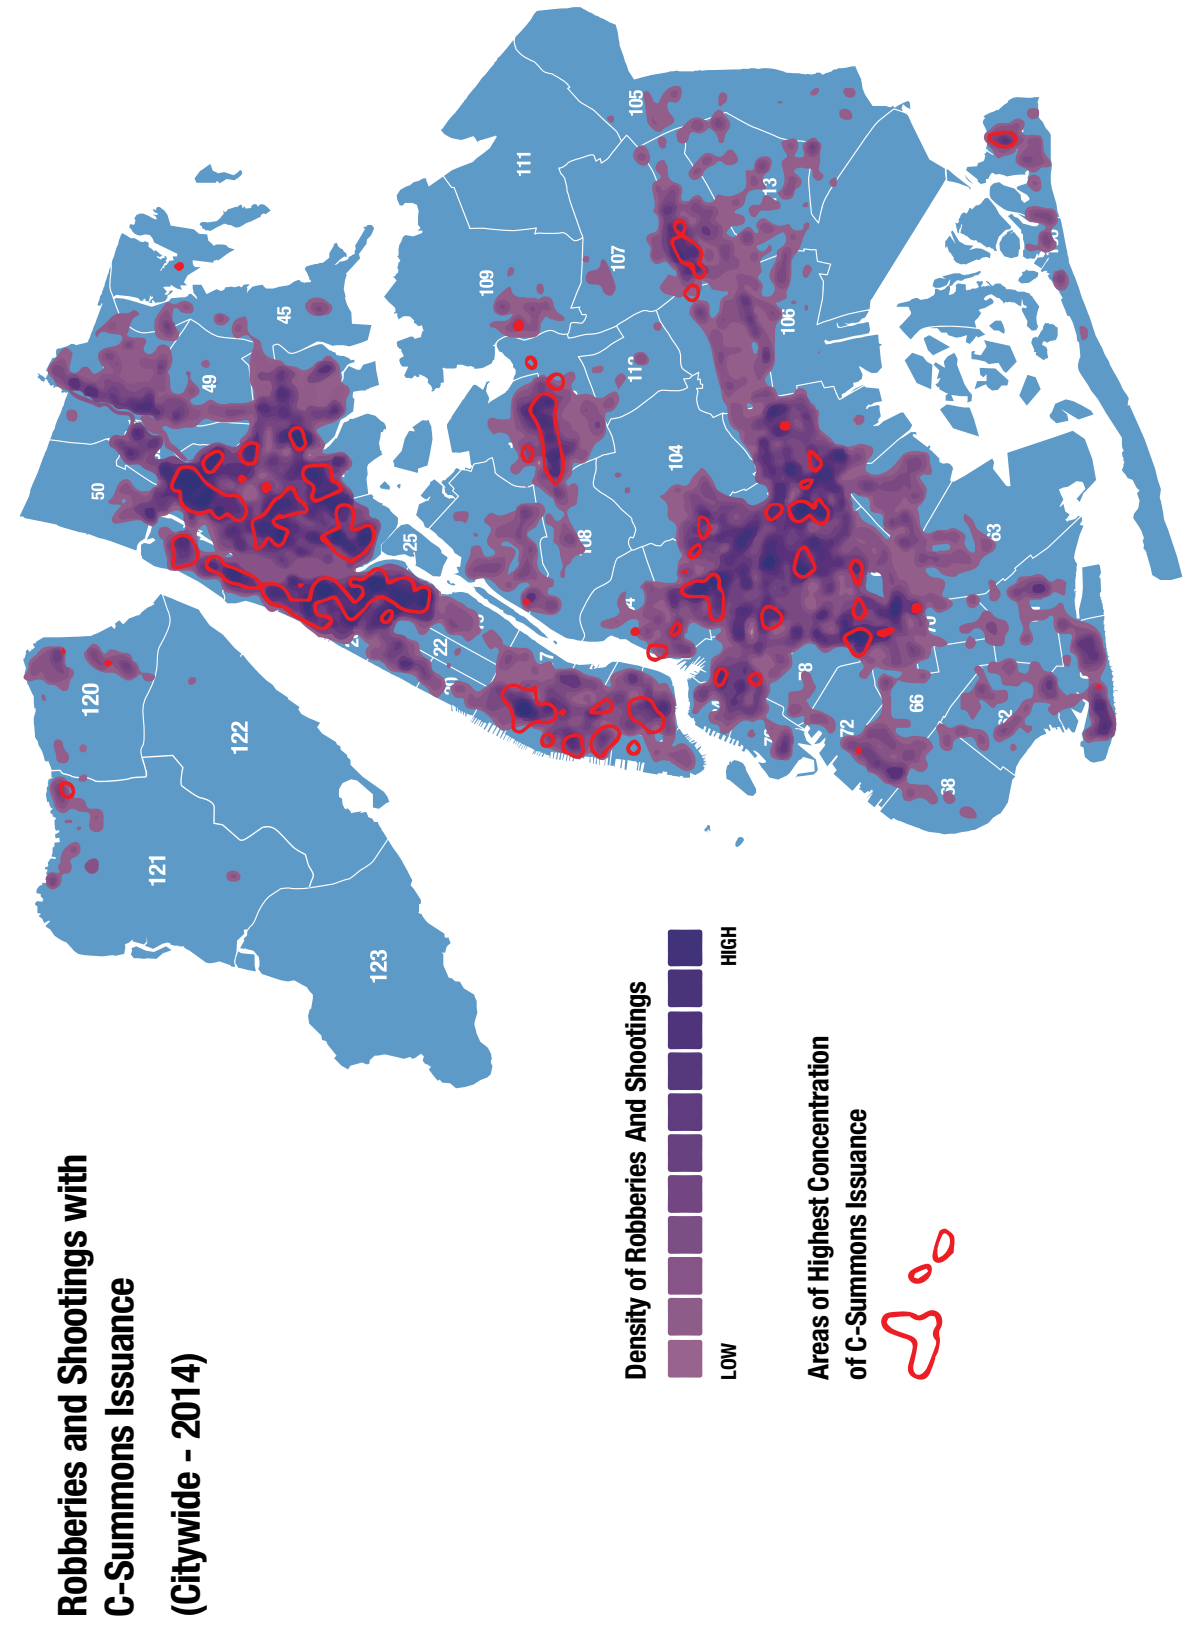 Robberies and Shootings with
C-Summons Issuance
(Citywide - 2014)
Density of Robberies And Shootings
LOW
HIGH
Areas of Highest Concentration
of C-Summons Issuance
120
122
121
123
50
49
45
25
22
109
111
107
105
104
106
63
66
72